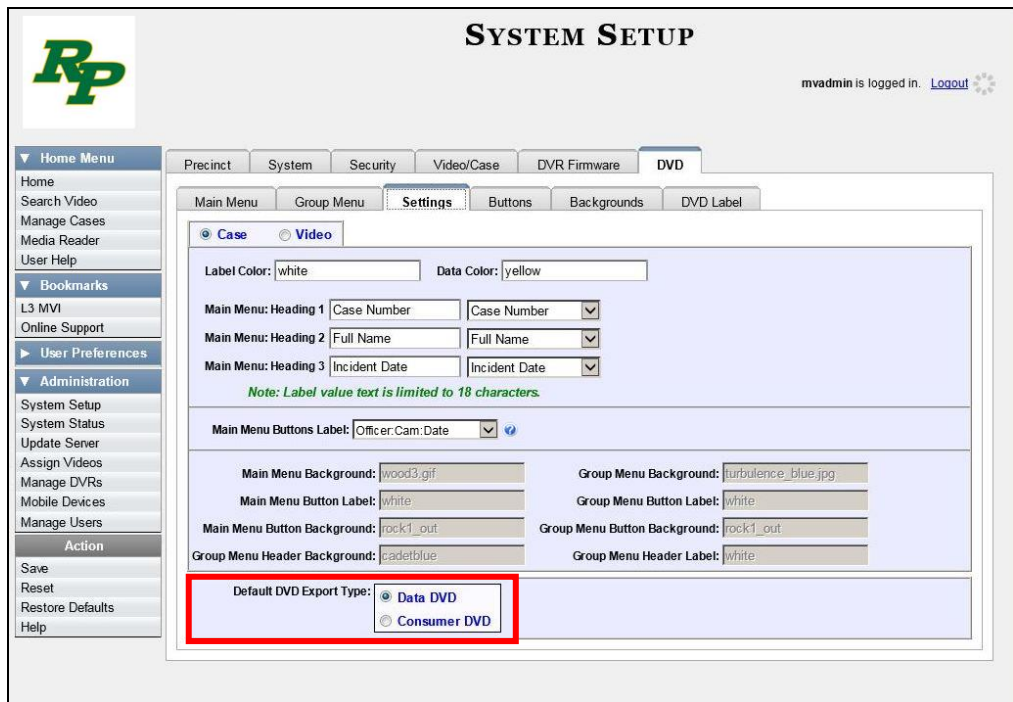 RP
SYSTEM SETUP
mvadmin is logged in. Logout
▼ Home Menu
Home
Search Video
Manage Cases
Media Reader
User Help
▼ Bookmarks
L3 MVI
Online Support
► User Preferences
▼ Administration
System Setup
System Status
Update Server
Assign Videos
Manage DVRs
Mobile Devices
Manage Users
Action
Save
Reset
Restore Defaults
Help
Precinct System Security Video/Case DVR Firmware DVD
Main Menu Group Menu Settings Buttons Backgrounds DVD Label
Case Video
Label Color: white Data Color: yellow
Main Menu: Heading 1 Case Number Case Number
Main Menu: Heading 2 Full Name Full Name
Main Menu: Heading 3 Incident Date Incident Date
Note: Label value text is limited to 18 characters.
Main Menu Buttons Label: Officer:Cam:Date ?
Main Menu Background: wood3.gif Group Menu Background: turbulence_blue.jpg
Main Menu Button Label: white Group Menu Button Label: white
Main Menu Button Background: rock1_out Group Menu Button Background: rock1_out
Group Menu Header Background: cadetblue Group Menu Header Label: white
Default DVD Export Type: Data DVD
Consumer DVD